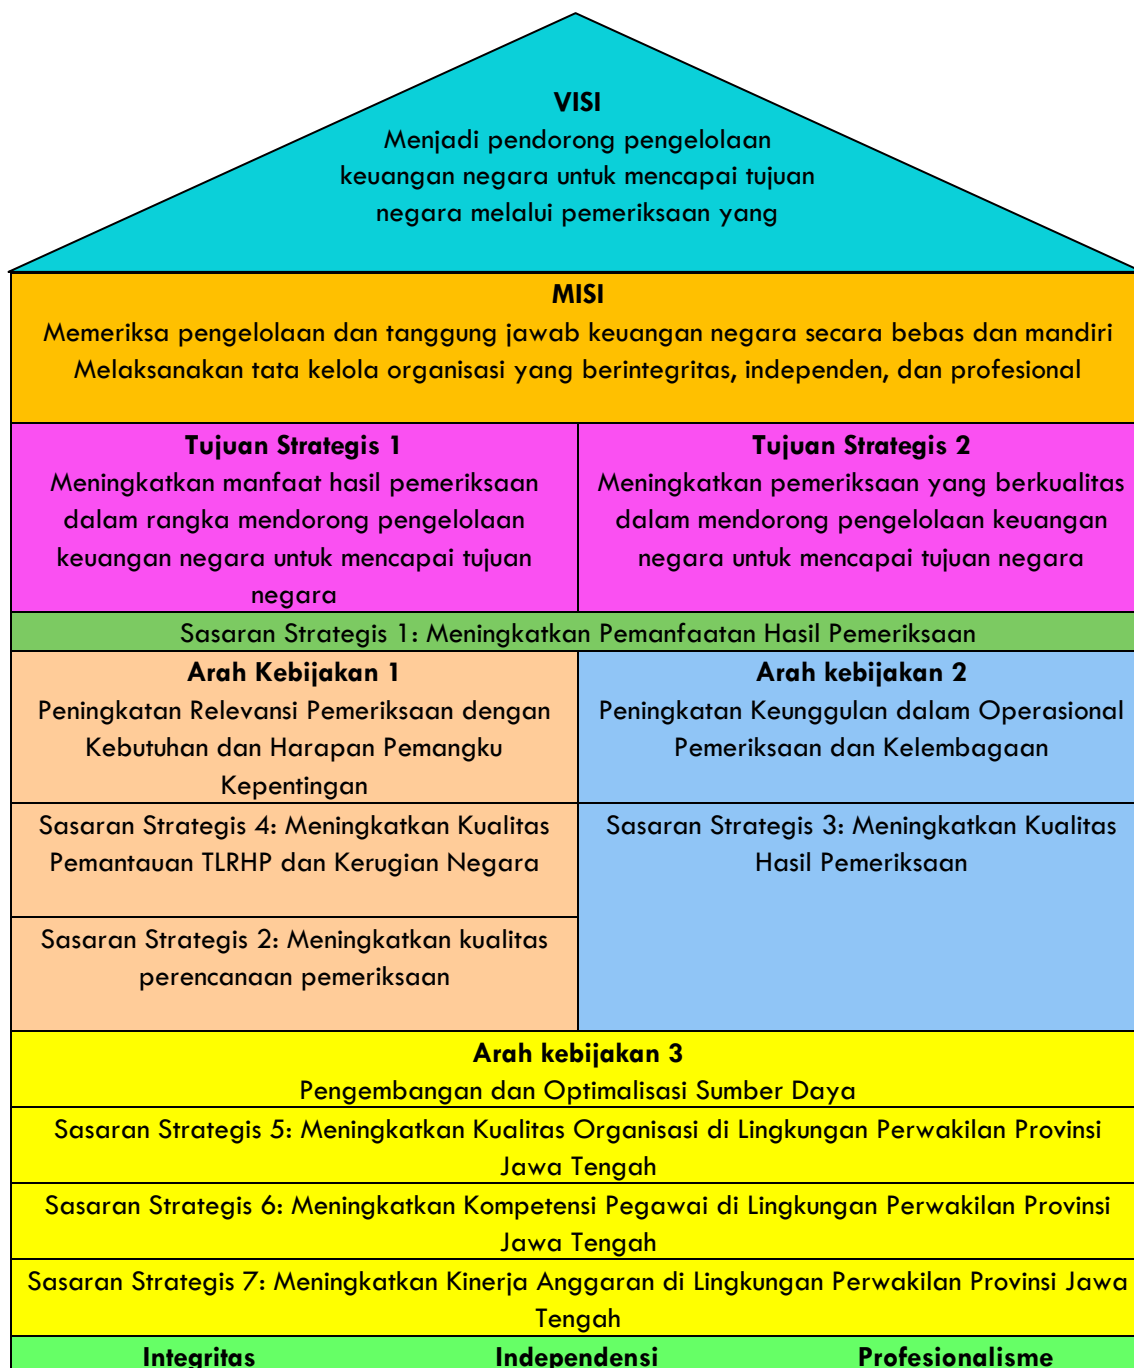 VISI
Menjadi pendorong pengelolaan
keuangan negara untuk mencapai tujuan
negara melalui pemeriksaan yang
MISI
Memeriksa pengelolaan dan tanggung jawab keuangan negara secara bebas dan mandiri
Melaksanakan tata kelola organisasi yang berintegritas, independen, dan profesional
Tujuan Strategis 1
Meningkatkan manfaat hasil pemeriksaan
dalam rangka mendorong pengelolaan
keuangan negara untuk mencapai tujuan
negara
Tujuan Strategis 2
Meningkatkan pemeriksaan yang berkualitas
dalam mendorong pengelolaan keuangan
negara untuk mencapai tujuan negara
Sasaran Strategis 1: Meningkatkan Pemanfaatan Hasil Pemeriksaan
Arah Kebijakan 1
Peningkatan Relevansi Pemeriksaan dengan
Kebutuhan dan Harapan Pemangku
Kepentingan
Arah kebijakan 2
Peningkatan Keunggulan dalam Operasional
Pemeriksaan dan Kelembagaan
Sasaran Strategis 4: Meningkatkan Kualitas
Pemantauan TLRHP dan Kerugian Negara
Sasaran Strategis 3: Meningkatkan Kualitas
Hasil Pemeriksaan
Sasaran Strategis 2: Meningkatkan kualitas
perencanaan pemeriksaan
Arah kebijakan 3
Pengembangan dan Optimalisasi Sumber Daya
Sasaran Strategis 5: Meningkatkan Kualitas Organisasi di Lingkungan Perwakilan Provinsi
Jawa Tengah
Sasaran Strategis 6: Meningkatkan Kompetensi Pegawai di Lingkungan Perwakilan Provinsi
Jawa Tengah
Sasaran Strategis 7: Meningkatkan Kinerja Anggaran di Lingkungan Perwakilan Provinsi Jawa
Tengah
Integritas Independensi Profesionalisme